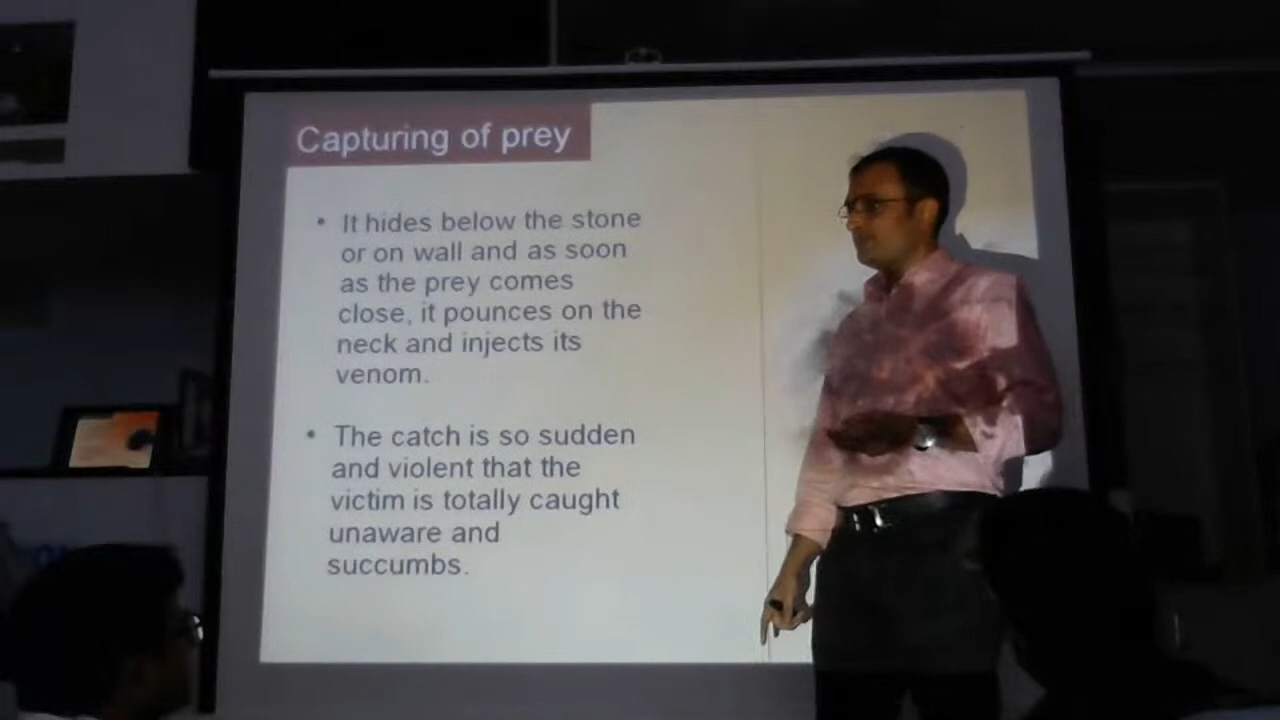 Capturing of prey
• It hides below the stone
or on wall and as soon
as the prey comes
close, it pounces on the
neck and injects its
venom.
• The catch is so sudden
and violent that the
victim is totally caught
unaware and
succumbs.